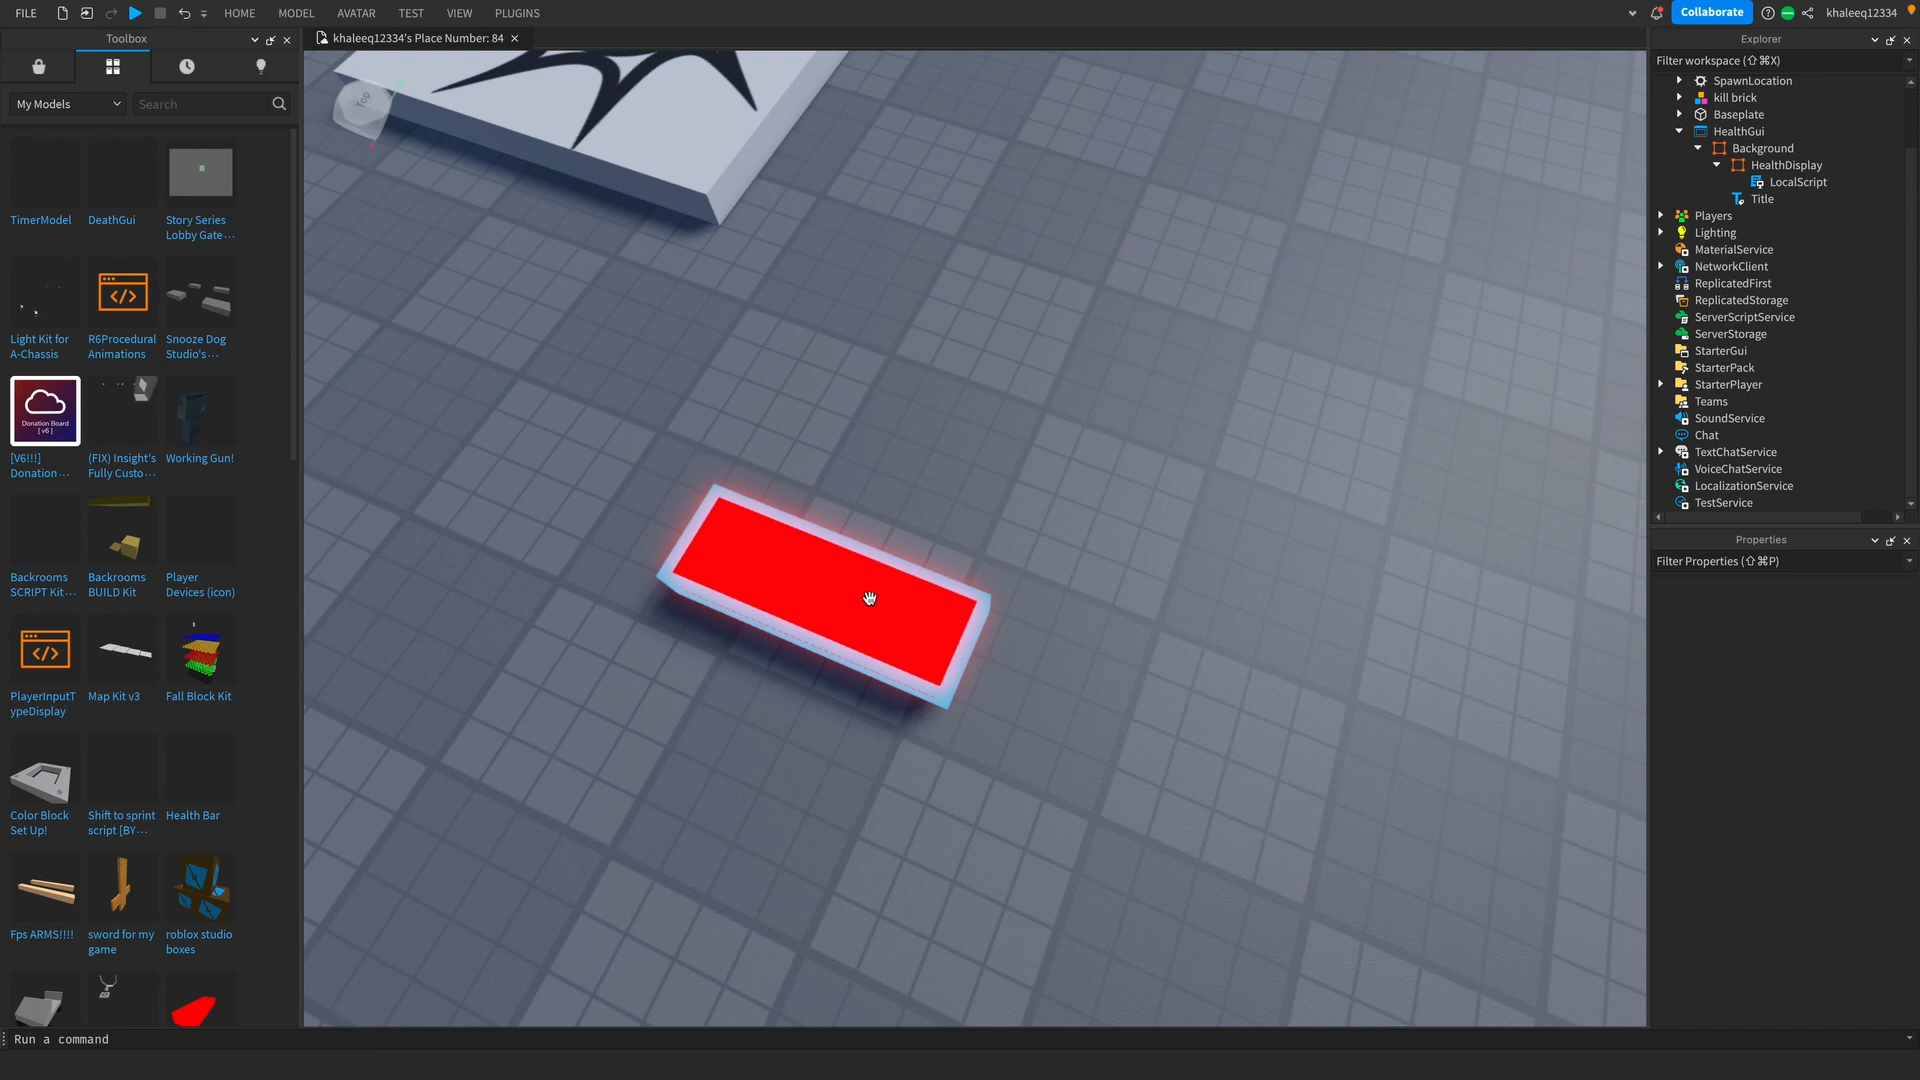 FILE
HOME
MODEL
AVATAR
TEST
VIEW
PLUGINS
Collaborate
khaleeq12334
Toolbox
khaleeq12334's Place Number: 84
Explorer
Filter workspace (⇧⌘X)
My Models
Search
Top
TimerModel
DeathGui
Story Series
Lobby Gate...
Light Kit for
A-Chassis
R6Procedural
Animations
Snooze Dog
Studio's...
Donation Board
[ v6 ]
[V6!!!]
Donation...
(FIX) Insight's
Fully Custo...
Working Gun!
Backrooms
SCRIPT Kit...
Backrooms
BUILD Kit
Player
Devices (icon)
PlayerInputT
ypeDisplay
Map Kit v3
Fall Block Kit
Color Block
Set Up!
Shift to sprint
script [BY...
Health Bar
Fps ARMS!!!!
sword for my
game
roblox studio
boxes
SpawnLocation
kill brick
Baseplate
HealthGui
Background
HealthDisplay
LocalScript
Title
Players
Lighting
MaterialService
NetworkClient
ReplicatedFirst
ReplicatedStorage
ServerScriptService
ServerStorage
StarterGui
StarterPack
StarterPlayer
Teams
SoundService
Chat
TextChatService
VoiceChatService
LocalizationService
TestService
Properties
Filter Properties (⇧⌘P)
Run a command